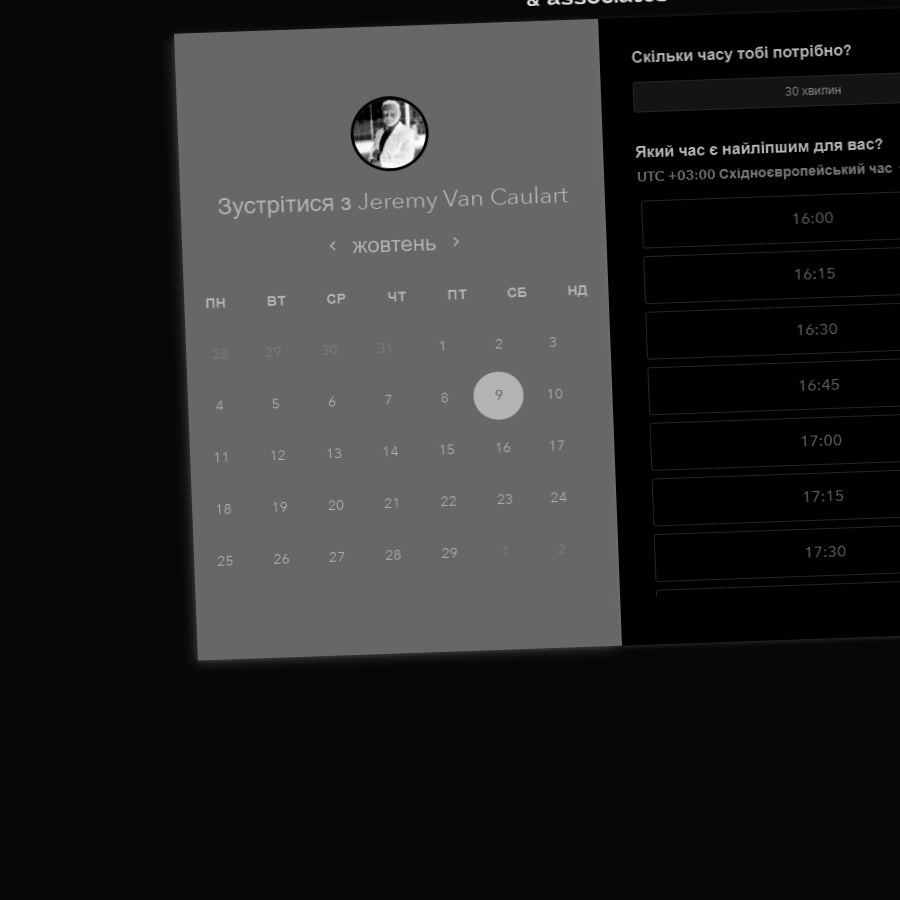 & associates
Зустрітися з Jeremy Van Caulart
‹ жовтень ›
ПН ВТ СР ЧТ ПТ СБ НД
28 29 30 31 1 2 3
4 5 6 7 8 9 10
11 12 13 14 15 16 17
18 19 20 21 22 23 24
25 26 27 28 29 1 2
Скільки часу тобі потрібно?
30 хвилин
Який час є найліпшим для вас?
UTC +03:00 Східноєвропейський час
16:00
16:15
16:30
16:45
17:00
17:15
17:30